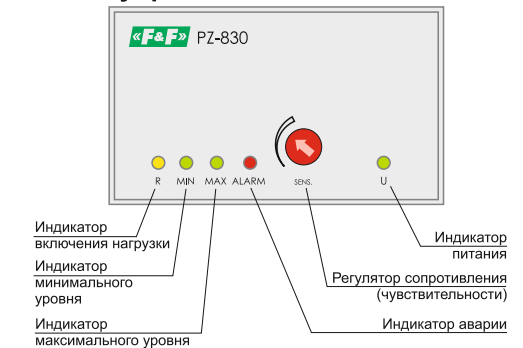 «F&F» PZ-830
R MIN MAX ALARM SENS. U
Индикатор
включения нагрузки
Индикатор
минимального
уровня
Индикатор
максимального уровня
Индикатор
питания
Регулятор сопротивления
(чувствительности)
Индикатор аварии